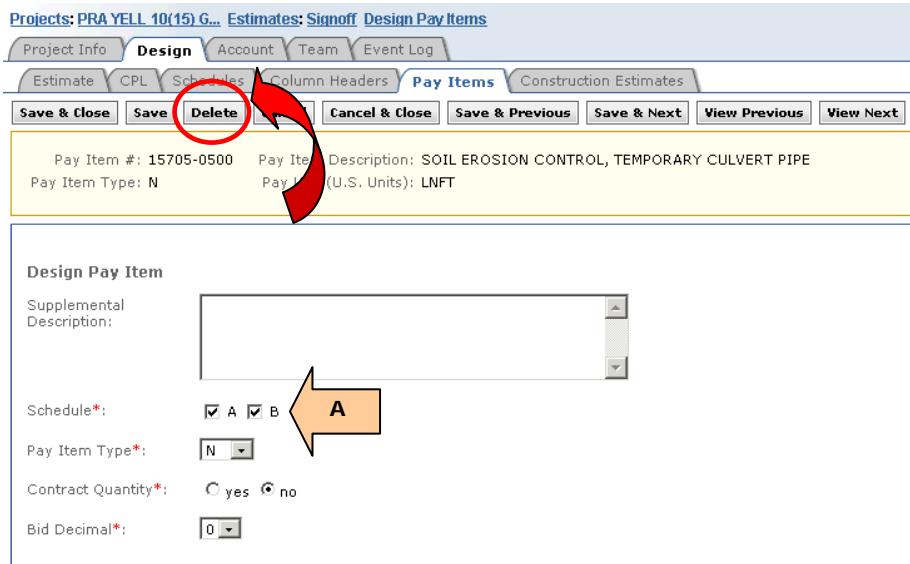 Projects: PRA YELL 10(15) G... Estimates: Signoff Design Pay Items
Project Info Design Account Team Event Log
Estimate CPL Schedules Column Headers Pay Items Construction Estimates
Save & Close Save Delete Cancel & Close Save & Previous Save & Next View Previous View Next
Pay Item #: 15705-0500 Pay Item Description: SOIL EROSION CONTROL, TEMPORARY CULVERT PIPE
Pay Item Type: N Pay (U.S. Units): LNFT
Design Pay Item
Supplemental
Description:
Schedule*: A B A
Pay Item Type*: N
Contract Quantity*: yes no
Bid Decimal*: 0